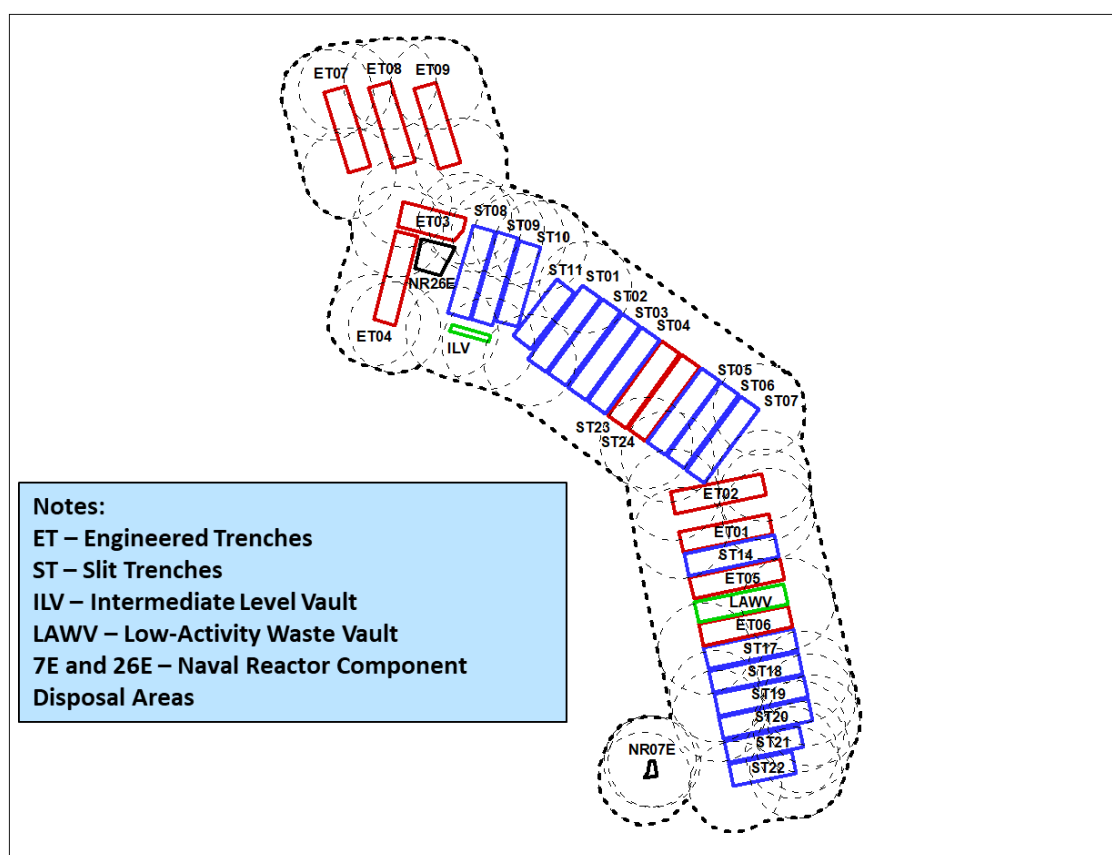 ET07
ET08
ET09
ET03
ST08
ST09
ST10
NR26E
ST11
ST01
ST02
ST03
ST04
ET04
ILV
ST05
ST06
ST07
ST23
ST24
ET02
ET01
ST14
ET05
LAWV
ET06
ST17
ST18
ST19
ST20
ST21
ST22
NR07E
Notes:
ET – Engineered Trenches
ST – Slit Trenches
ILV – Intermediate Level Vault
LAWV – Low-Activity Waste Vault
7E and 26E – Naval Reactor Component
Disposal Areas